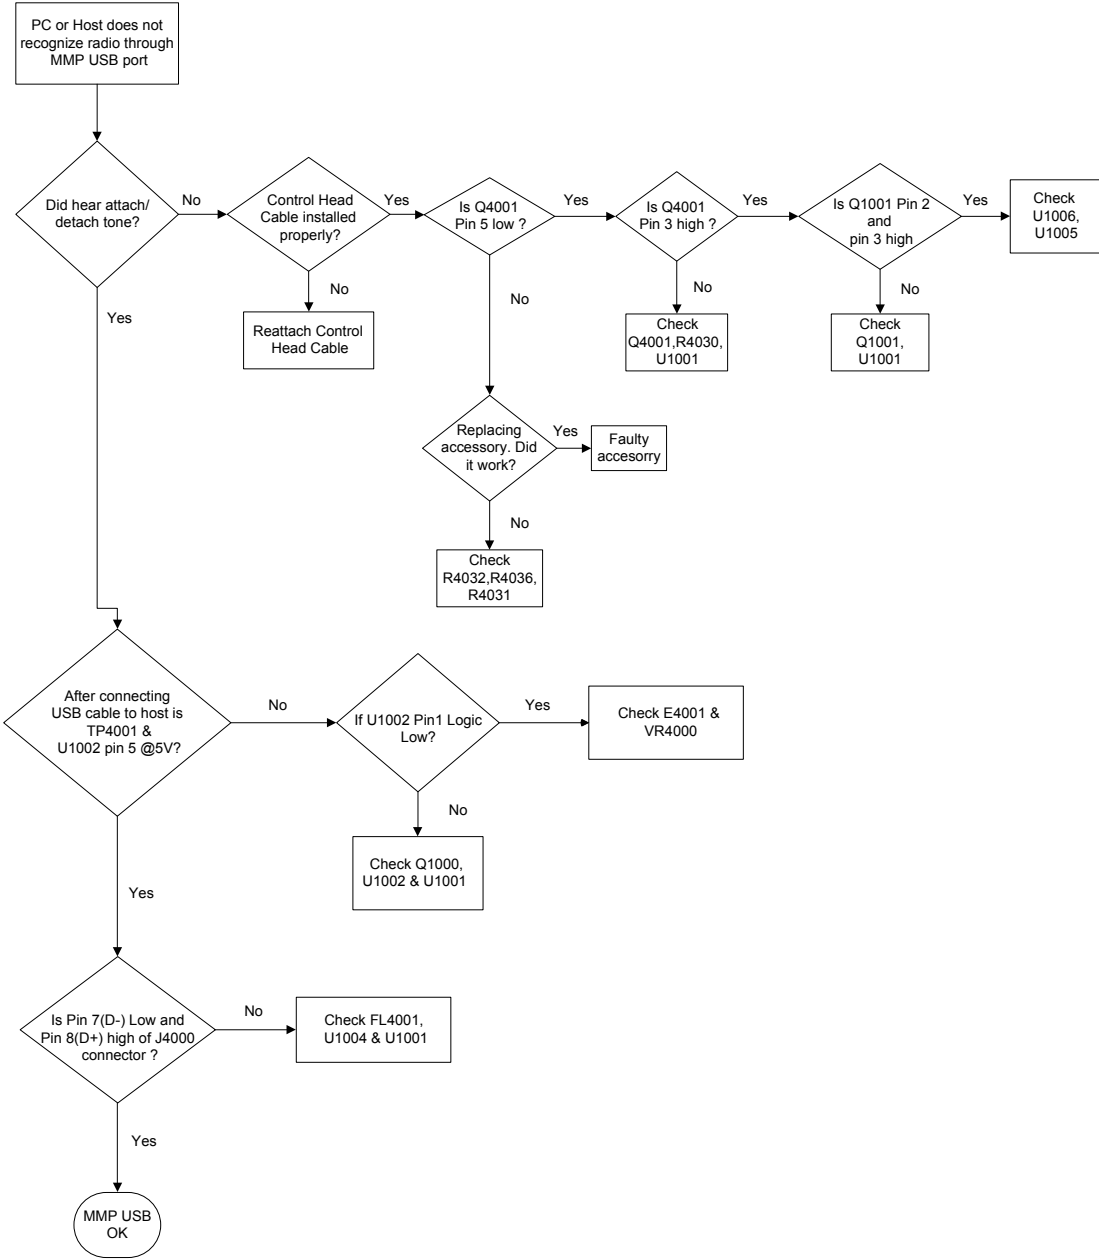 PC or Host does not
recognize radio through
MMP USB port
Did hear attach/
detach tone?
No
Control Head
Cable installed
properly?
Yes
Is Q4001
Pin 5 low ?
Yes
Is Q4001
Pin 3 high ?
Yes
Is Q1001 Pin 2
and
pin 3 high
Yes
Check
U1006,
U1005
No
Reattach Control
Head Cable
No
No
Check
Q4001,R4030,
U1001
No
Check
Q1001,
U1001
Yes
Replacing
accessory. Did
it work?
Yes
Faulty
accesorry
No
Check
R4032,R4036,
R4031
After connecting
USB cable to host is
TP4001 &
U1002 pin 5 @5V?
No
If U1002 Pin1 Logic
Low?
Yes
Check E4001 &
VR4000
No
Check Q1000,
U1002 & U1001
Yes
Is Pin 7(D-) Low and
Pin 8(D+) high of J4000
connector ?
No
Check FL4001,
U1004 & U1001
Yes
MMP USB
OK